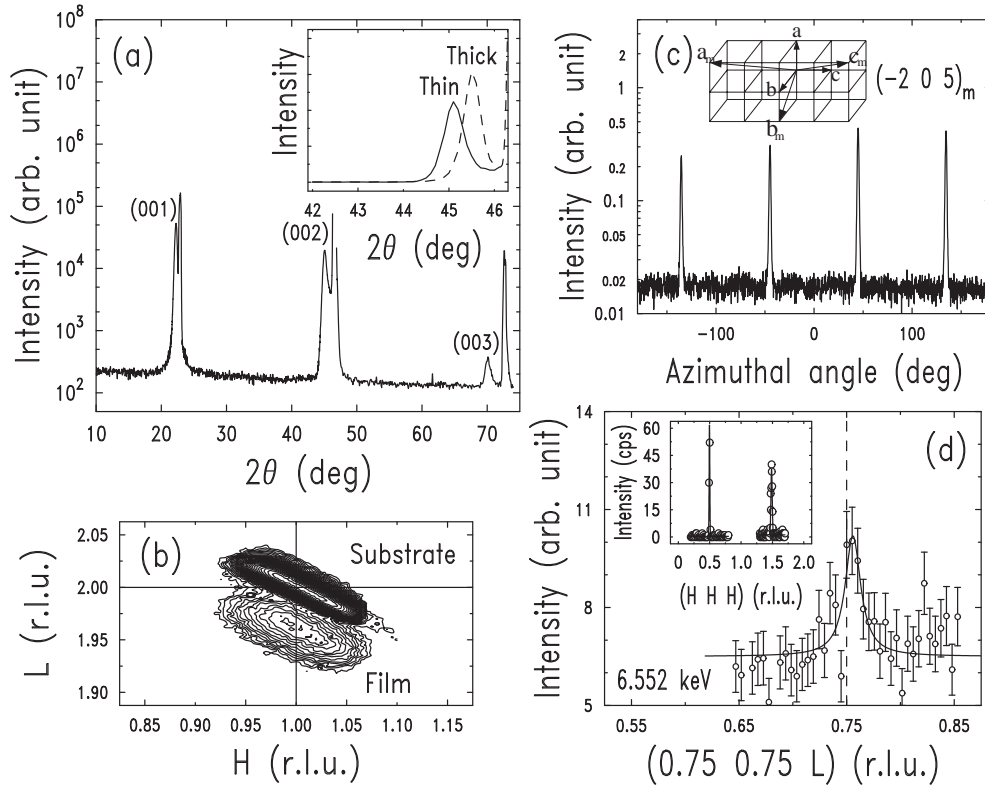 (a)
Intensity (arb. unit)
10^8
10^7
10^6
10^5
10^4
10^3
10^2
(001)
(002)
(003)
10 20 30 40 50 60 70
2θ (deg)
Intensity
Thick
Thin
42 43 44 45 46
2θ (deg)
(c)
Intensity (arb. unit)
2
1
0.5
0.2
0.1
0.04
0.02
0.01
a
a_m
c_m
c
b
b_m
(-2 0 5)_m
-100 0 100
Azimuthal angle (deg)
(b)
L (r.l.u.)
2.05
2.00
1.95
1.90
Substrate
Film
0.85 0.90 0.95 1.00 1.05 1.10 1.15
H (r.l.u.)
(d)
Intensity (arb. unit)
14
11
8
5
Intensity (cps)
60
45
30
15
0
0 0.5 1.0 1.5 2.0
(H H H) (r.l.u.)
6.552 keV
0.55 0.65 0.75 0.85
(0.75 0.75 L) (r.l.u.)